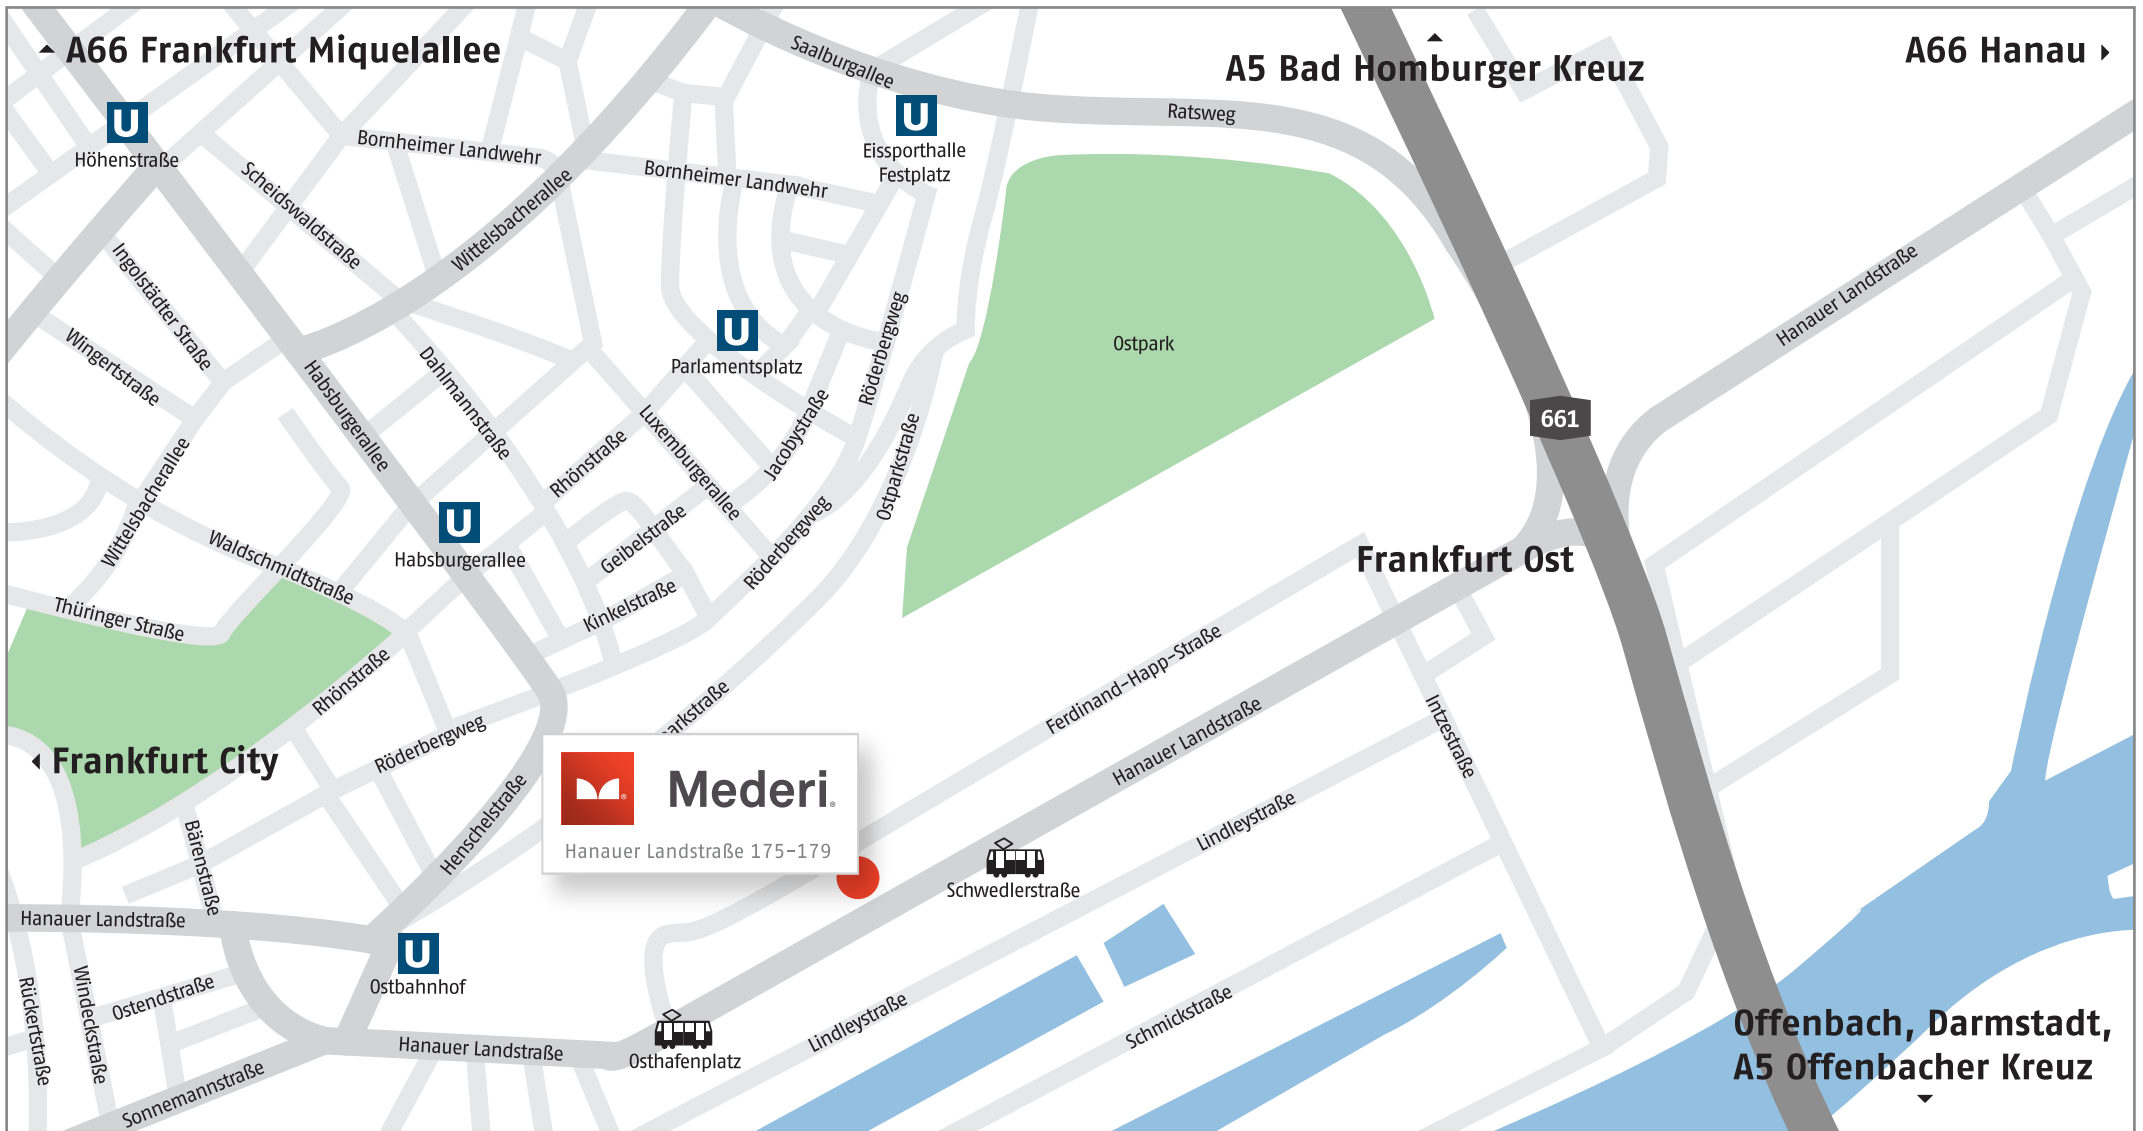 A66 Frankfurt Miquelallee
A5 Bad Homburger Kreuz
A66 Hanau
Saalburgallee
Ratsweg
U
Höhenstraße
U
Eissporthalle
Festplatz
Bornheimer Landwehr
Bornheimer Landwehr
Scheidswaldstraße
Wittelsbacherallee
Ingolstädter Straße
Wingertstraße
Habsburgerallee
Dahlmannstraße
U
Parlamentsplatz
Röderbergweg
Ostpark
Hanauer Landstraße
661
Wittelsbacherallee
Rhönstraße
Luxemburgerallee
Jacobystraße
Ostparkstraße
U
Habsburgerallee
Waldschmidtstraße
Geibelstraße
Röderbergweg
Kinkelstraße
Thüringer Straße
Frankfurt Ost
Rhönstraße
Röderbergweg
arkstraße
Ferdinand-Happ-Straße
Hanauer Landstraße
Intzestraße
Frankfurt City
Mederi®
Hanauer Landstraße 175-179
Henschelstraße
Bärenstraße
Lindleystraße
Schwedlerstraße
Hanauer Landstraße
U
Ostbahnhof
Rückertstraße
Windeckstraße
Ostendstraße
Hanauer Landstraße
Osthafenplatz
Lindleystraße
Schmickstraße
Sonnemannstraße
Offenbach, Darmstadt,
A5 Offenbacher Kreuz